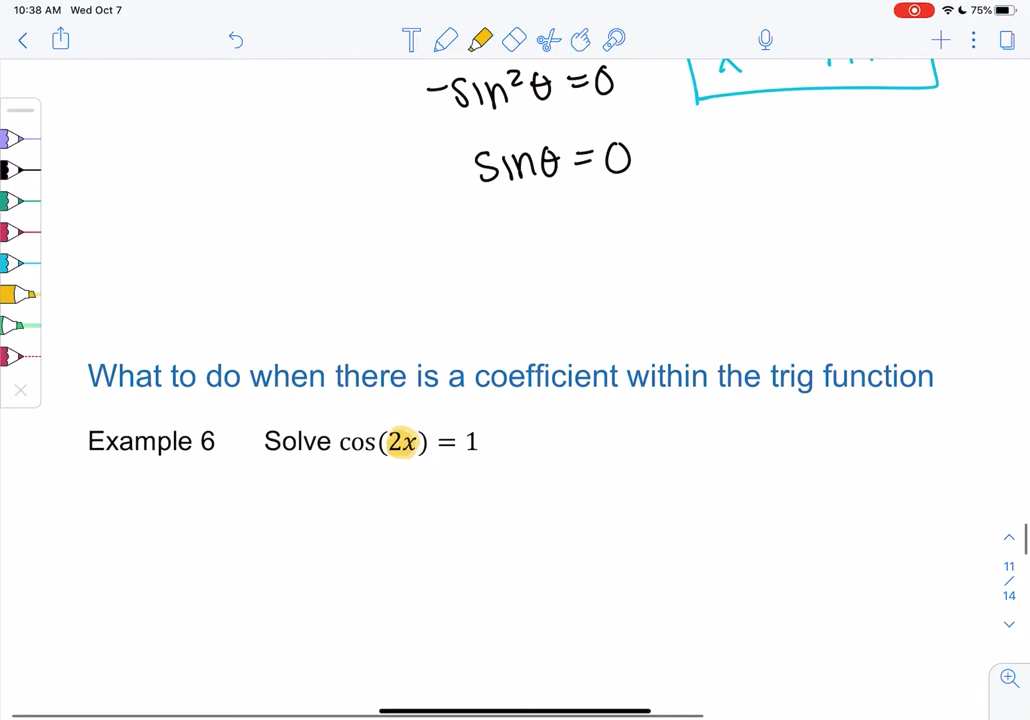 10:38 AM Wed Oct 7
75%
-sin²θ = 0
sinθ = 0
What to do when there is a coefficient within the trig function
Example 6 Solve cos(2x) = 1
11
/
14